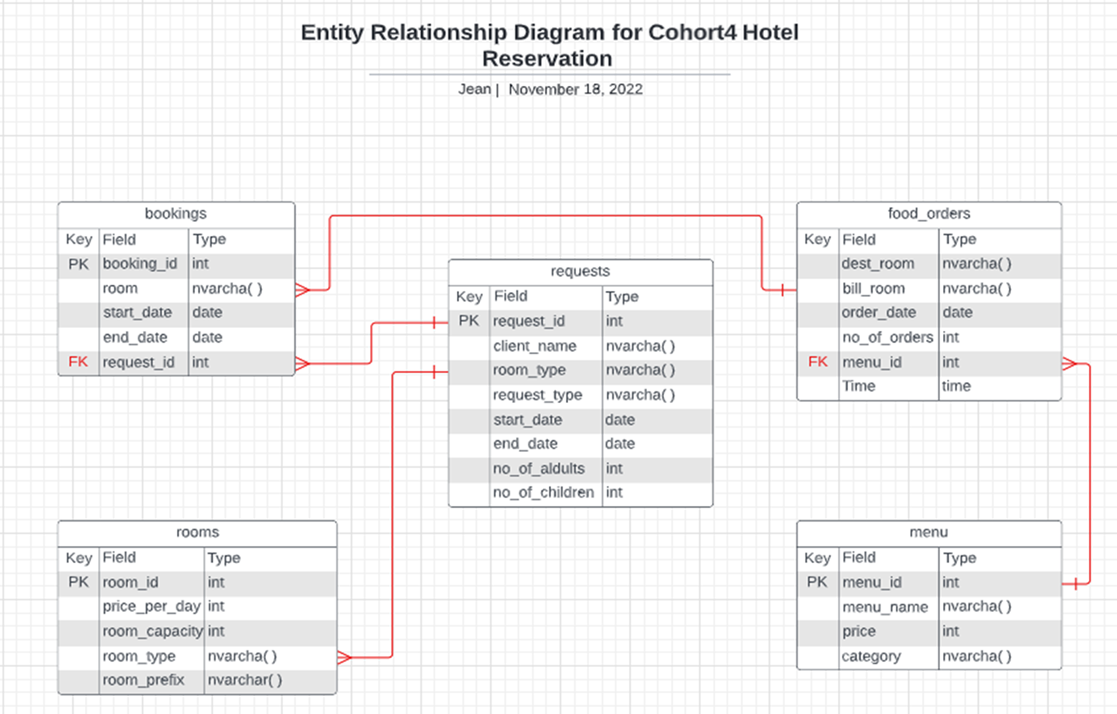 Entity Relationship Diagram for Cohort4 Hotel
Reservation
Jean | November 18, 2022
bookings
Key Field Type
PK booking_id int
room nvarcha( )
start_date date
end_date date
FK request_id int
requests
Key Field Type
PK request_id int
client_name nvarcha( )
room_type nvarcha( )
request_type nvarcha( )
start_date date
end_date date
no_of_aldults int
no_of_children int
food_orders
Key Field Type
dest_room nvarcha( )
bill_room nvarcha( )
order_date date
no_of_orders int
FK menu_id int
Time time
rooms
Key Field Type
PK room_id int
price_per_day int
room_capacity int
room_type nvarcha( )
room_prefix nvarchar( )
menu
Key Field Type
PK menu_id int
menu_name nvarcha( )
price int
category nvarcha( )